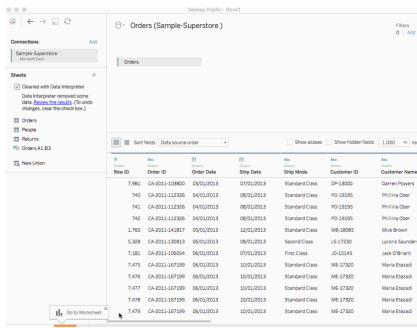 Tableau Public - Book1
Connections Add
Sample-Superstore
Microsoft Excel
Sheets
Cleaned with Data Interpreter
Data Interpreter removed some
data. Review the results. (To undo
changes, clear the check box.)
Orders
People
Returns
Orders A1:B3
New Union
Orders (Sample-Superstore )
Filters
0 Add
Orders
Sort fields Data source order Show aliases Show hidden fields 1,000
Abc Abc Abc Abc
Orders Orders Orders Orders Orders Orders Orders
Row ID Order ID Order Date Ship Date Ship Mode Customer ID Customer Name
7,981 CA-2011-103800 03/01/2013 07/01/2013 Standard Class DP-13000 Darren Powers
740 CA-2011-112326 04/01/2013 08/01/2013 Standard Class PO-19195 Phillina Ober
741 CA-2011-112326 04/01/2013 08/01/2013 Standard Class PO-19195 Phillina Ober
742 CA-2011-112326 04/01/2013 08/01/2013 Standard Class PO-19195 Phillina Ober
1,760 CA-2011-141817 05/01/2013 12/01/2013 Standard Class MB-18085 Mick Brown
5,328 CA-2011-130813 06/01/2013 08/01/2013 Second Class LS-17230 Lycoris Saunders
7,181 CA-2011-106054 06/01/2013 07/01/2013 First Class JO-15145 Jack O'Briant
7,475 CA-2011-167199 06/01/2013 10/01/2013 Standard Class ME-17320 Maria Etezadi
7,476 CA-2011-167199 06/01/2013 10/01/2013 Standard Class ME-17320 Maria Etezadi
7,477 CA-2011-167199 06/01/2013 10/01/2013 Standard Class ME-17320 Maria Etezadi
7,478 CA-2011-167199 06/01/2013 10/01/2013 Standard Class ME-17320 Maria Etezadi
7,479 CA-2011-167199 06/01/2013 10/01/2013 Standard Class ME-17320 Maria Etezadi
Go to Worksheet